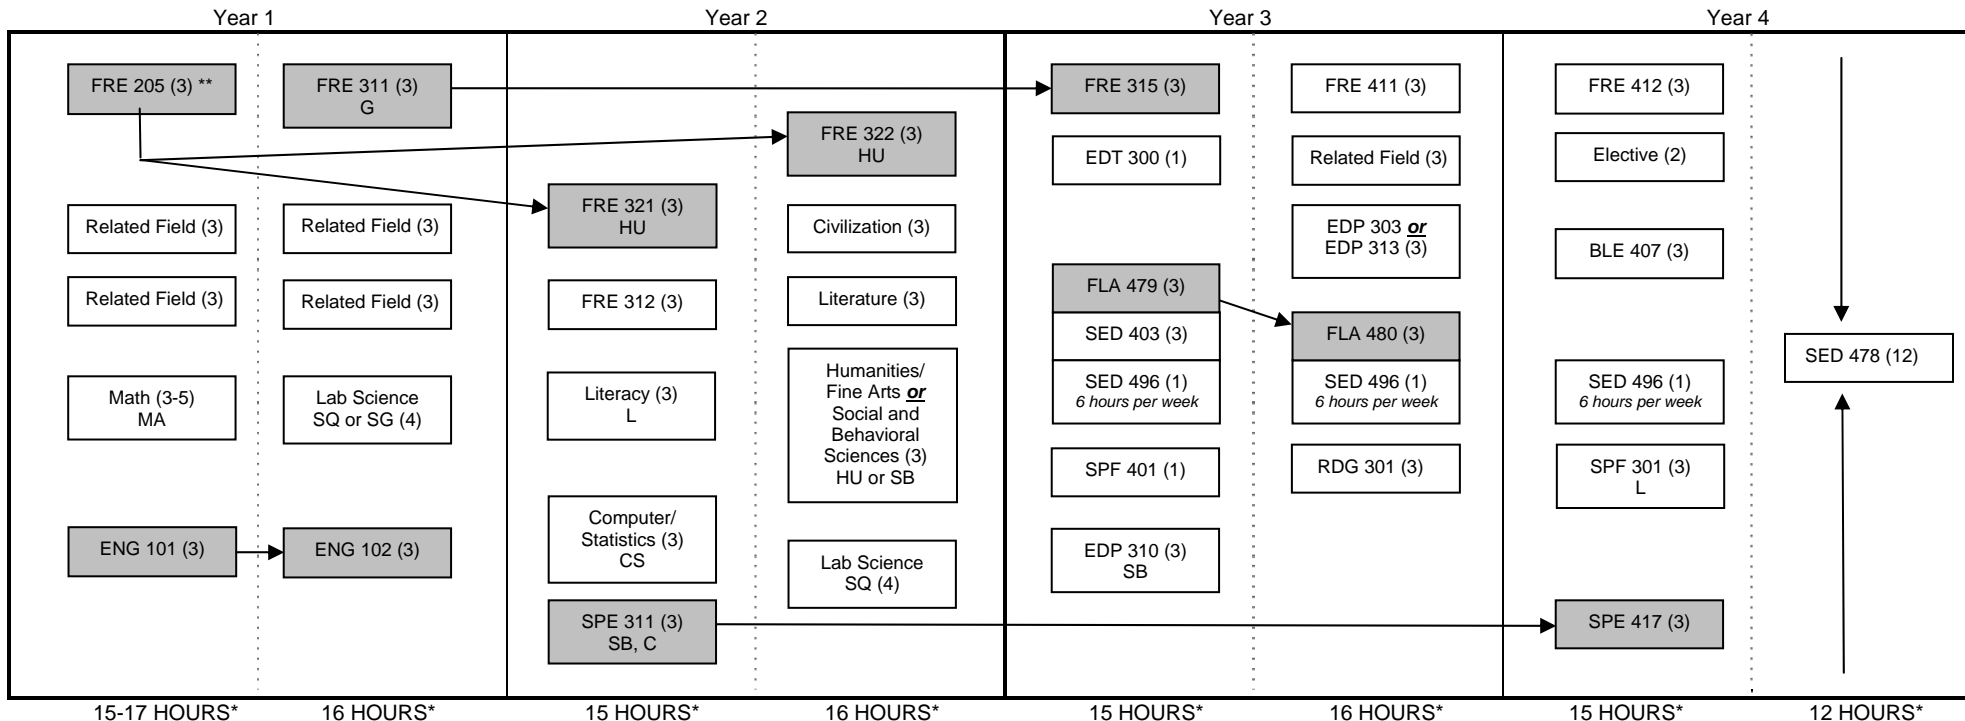 Year 1
Year 2
Year 3
Year 4
FRE 205 (3) **
Related Field (3)
Related Field (3)
Math (3-5)
MA
ENG 101 (3)
FRE 311 (3)
G
Related Field (3)
Related Field (3)
Lab Science
SQ or SG (4)
ENG 102 (3)
FRE 321 (3)
HU
FRE 312 (3)
Literacy (3)
L
Computer/
Statistics (3)
CS
SPE 311 (3)
SB, C
FRE 322 (3)
HU
Civilization (3)
Literature (3)
Humanities/
Fine Arts or
Social and
Behavioral
Sciences (3)
HU or SB
Lab Science
SQ (4)
FRE 315 (3)
EDT 300 (1)
FLA 479 (3)
SED 403 (3)
SED 496 (1)
6 hours per week
SPF 401 (1)
EDP 310 (3)
SB
FRE 411 (3)
Related Field (3)
EDP 303 or
EDP 313 (3)
FLA 480 (3)
SED 496 (1)
6 hours per week
RDG 301 (3)
FRE 412 (3)
Elective (2)
BLE 407 (3)
SED 496 (1)
6 hours per week
SPF 301 (3)
L
SPE 417 (3)
SED 478 (12)
15-17 HOURS*
16 HOURS*
15 HOURS*
16 HOURS*
15 HOURS*
16 HOURS*
15 HOURS*
12 HOURS*